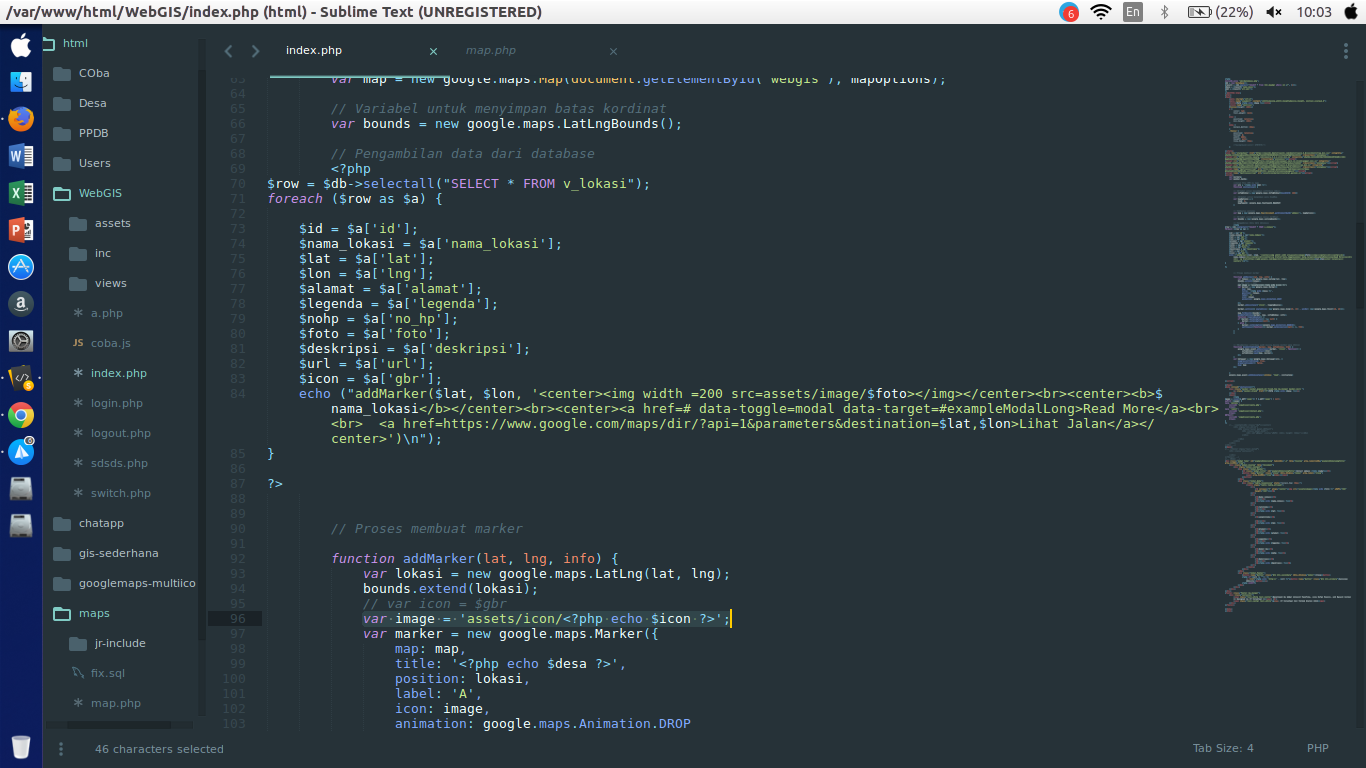 /var/www/html/WebGIS/index.php (html) - Sublime Text (UNREGISTERED)
6
En
(22%)
10:03
html
COba
Desa
PPDB
Users
WebGIS
assets
inc
views
a.php
JS coba.js
index.php
login.php
logout.php
sdsds.php
switch.php
chatapp
gis-sederhana
googlemaps-multiico
maps
jr-include
fix.sql
map.php
index.php ×
map.php ×
63 var map = new google.maps.Map(document.getElementById("webgis"), mapOptions);
64
65 // Variabel untuk menyimpan batas kordinat
66 var bounds = new google.maps.LatLngBounds();
67
68 // Pengambilan data dari database
69 <?php
70 $row = $db->selectall("SELECT * FROM v_lokasi");
71 foreach ($row as $a) {
72
73 $id = $a['id'];
74 $nama_lokasi = $a['nama_lokasi'];
75 $lat = $a['lat'];
76 $lon = $a['lng'];
77 $alamat = $a['alamat'];
78 $legenda = $a['legenda'];
79 $nohp = $a['no_hp'];
80 $foto = $a['foto'];
81 $deskripsi = $a['deskripsi'];
82 $url = $a['url'];
83 $icon = $a['gbr'];
84 echo ("addMarker($lat, $lon, '<center><img width =200 src=assets/image/$foto></img></center><br><center><b>$
nama_lokasi</b></center><br><center><a href=# data-toggle=modal data-target=#exampleModalLong>Read More</a><br>
<br>  <a href=https://www.google.com/maps/dir/?api=1&parameters&destination=$lat,$lon>Lihat Jalan</a></
center>')\n");
85 }
86
87 ?>
88
89
90 // Proses membuat marker
91
92 function addMarker(lat, lng, info) {
93 var lokasi = new google.maps.LatLng(lat, lng);
94 bounds.extend(lokasi);
95 // var icon = $gbr
96 var image = 'assets/icon/<?php echo $icon ?>';
97 var marker = new google.maps.Marker({
98 map: map,
99 title: '<?php echo $desa ?>',
100 position: lokasi,
101 label: 'A',
102 icon: image,
103 animation: google.maps.Animation.DROP
46 characters selected
Tab Size: 4
PHP